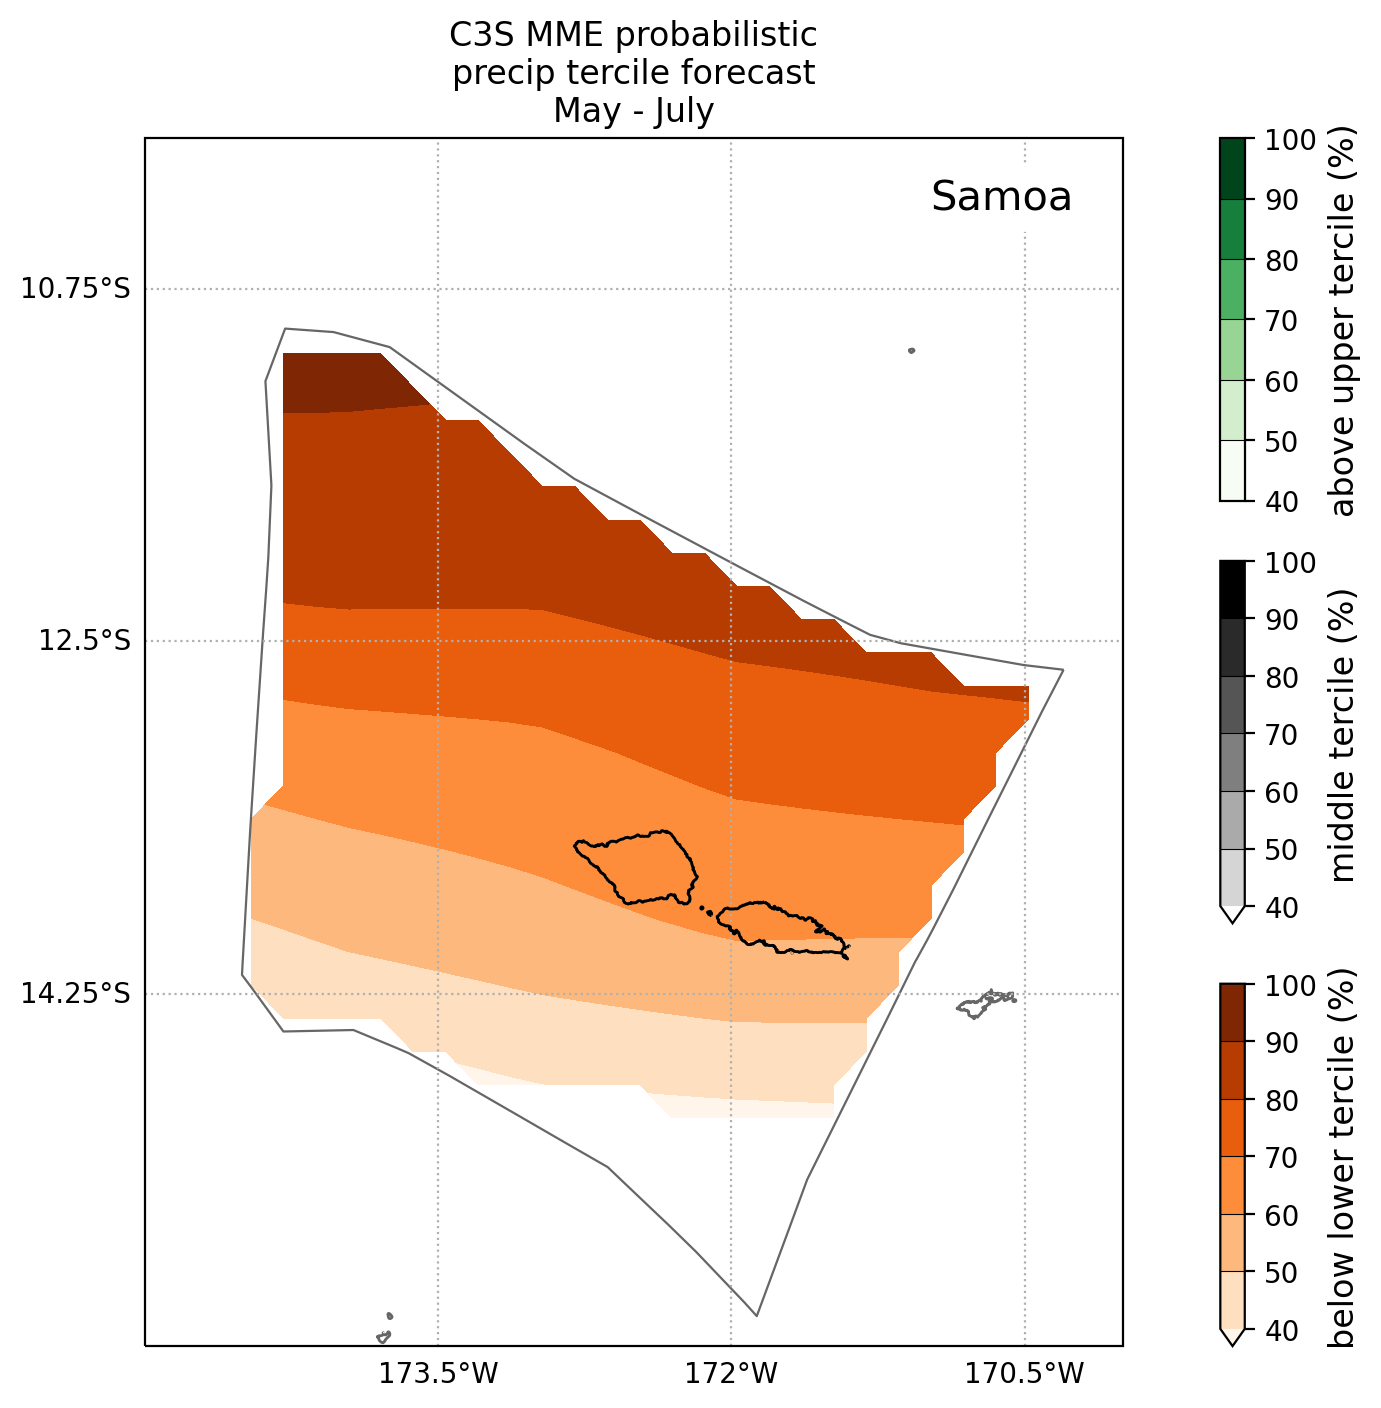 C3S MME probabilistic
precip tercile forecast
May - July
Samoa
10.75°S
12.5°S
14.25°S
173.5°W
172°W
170.5°W
100
90
80
70
60
50
40
above upper tercile (%)
100
90
80
70
60
50
40
middle tercile (%)
100
90
80
70
60
50
40
below lower tercile (%)